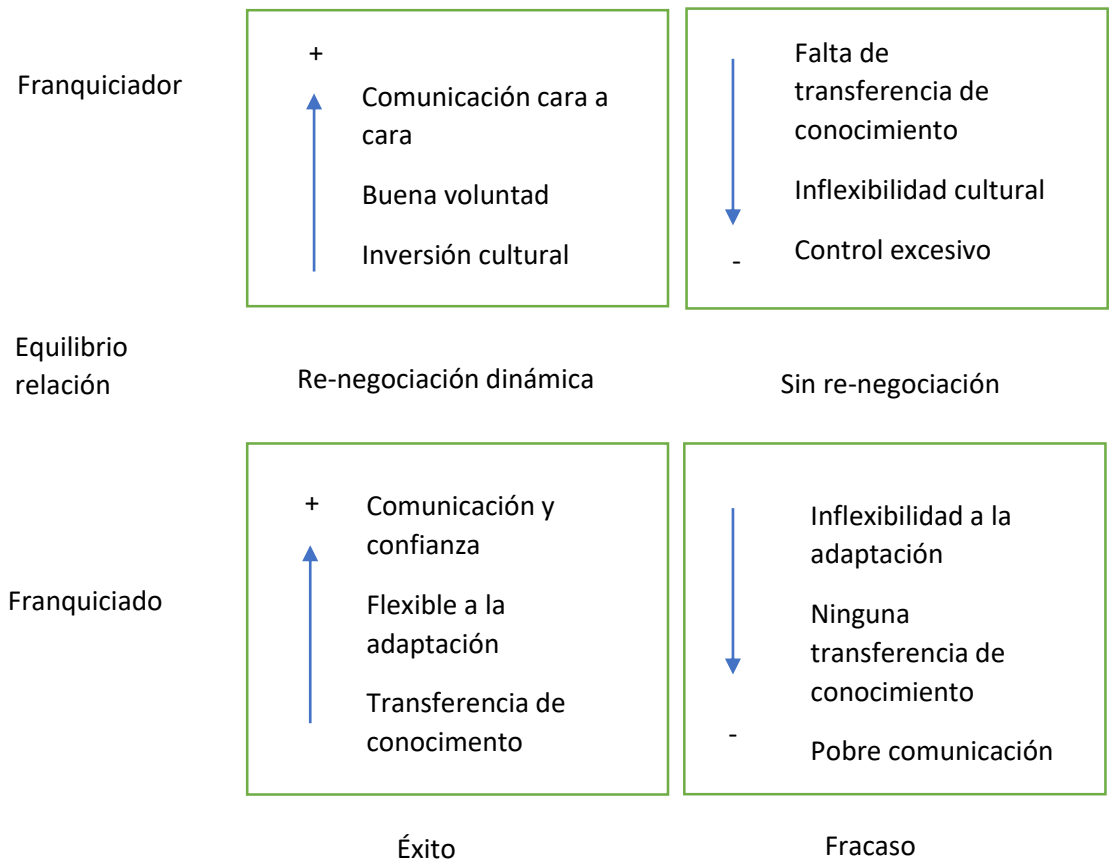 Franquiciador
+
Comunicación cara a
cara
Buena voluntad
Inversión cultural
Falta de
transferencia de
conocimiento
Inflexibilidad cultural
Control excesivo
-
Equilibrio
relación
Re-negociación dinámica
Sin re-negociación
Franquiciado
+
Comunicación y
confianza
Flexible a la
adaptación
Transferencia de
conocimento
Inflexibilidad a la
adaptación
Ninguna
transferencia de
conocimiento
-
Pobre comunicación
Éxito
Fracaso